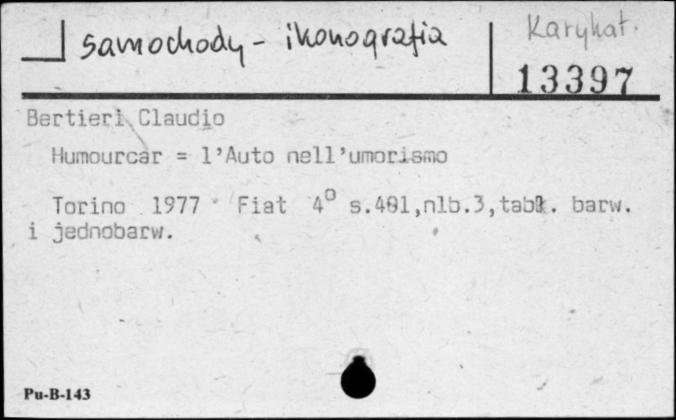 samochody - ikonografia
Karykat.
13397
Bertieri Claudio
Humourcar = l'Auto nell'umorismo
Torino 1977 Fiat 4° s.401,nlb.3,tabl. barw.
i jednobarw.
Pu-B-143